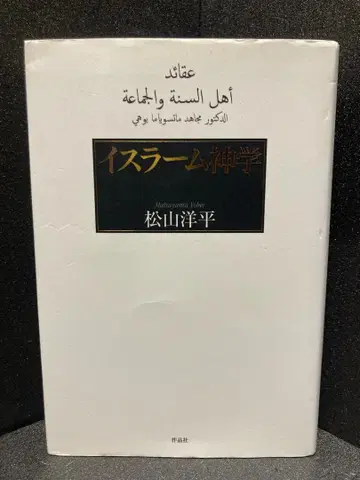 عقائد
أهل السنة والجماعة
الدكتور مجاهد ماتسوياما يوهي
イスラーム神学
Matsuyama Yohei
松山洋平
作品社